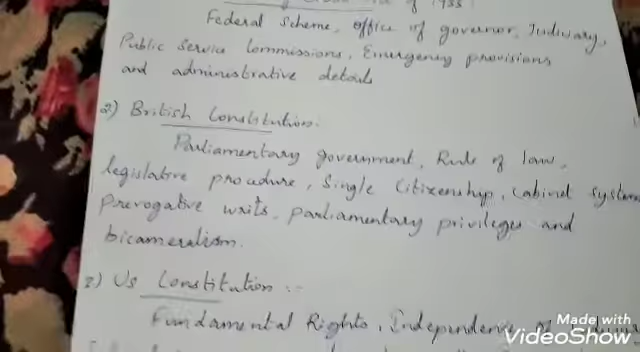 of 1935:
Federal Scheme, office of governor, Judiciary,
Public Service Commissions, Emergency provisions
and administrative details
2) British Constitution.
Parliamentary government, Rule of law,
legislative procedure, Single Citizenship, Cabinet system
Prerogative writs, parliamentary privileges and
bicameralism.
3) Us Constitution :-
Fundamental Rights, Independence of
Made with
VideoShow